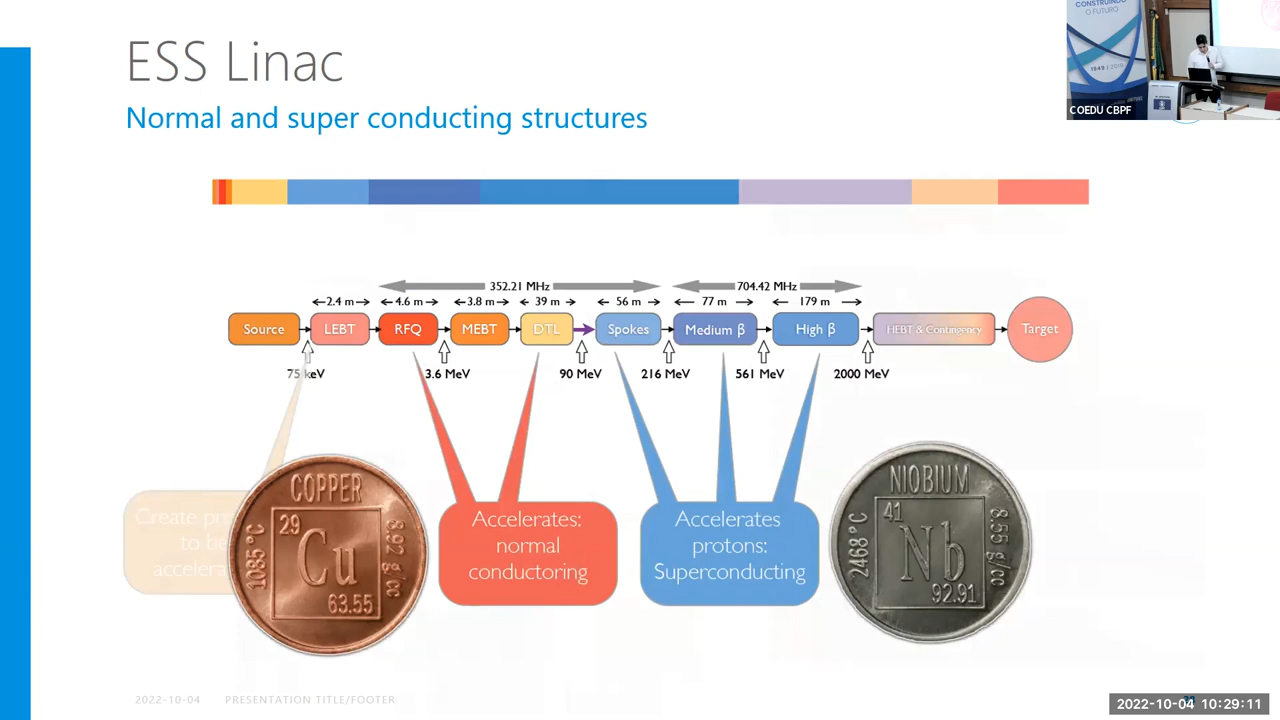 ESS Linac
Normal and super conducting structures
CONSTRUINDO
O FUTURO
1949 | 2019
COEDU CBPF
352.21 MHz
704.42 MHz
2.4 m
4.6 m
3.8 m
39 m
56 m
77 m
179 m
Source
LEBT
RFQ
MEBT
DTL
Spokes
Medium β
High β
HEBT & Contingency
Target
75 keV
3.6 MeV
90 MeV
216 MeV
561 MeV
2000 MeV
Create
to be
COPPER
29
Cu
63.55
1085 °C
8.92 g/cc
Accelerates:
normal
conductoring
Accelerates
protons:
Superconducting
NIOBIUM
41
Nb
92.91
2468 °C
8.55 g/cc
2022-10-04
PRESENTATION TITLE/FOOTER
2022-10-04 10:29:11